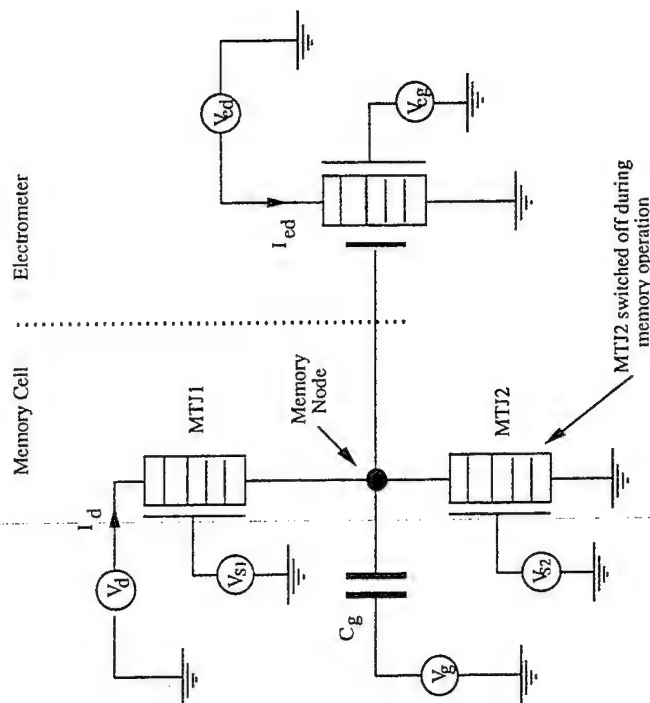 Memory Cell
Electrometer
V_d
I_d
MTJ1
V_S1
C_g
V_g
Memory
Node
MTJ2
V_S2
MTJ2 switched off during
memory operation
V_ed
I_ed
V_eg